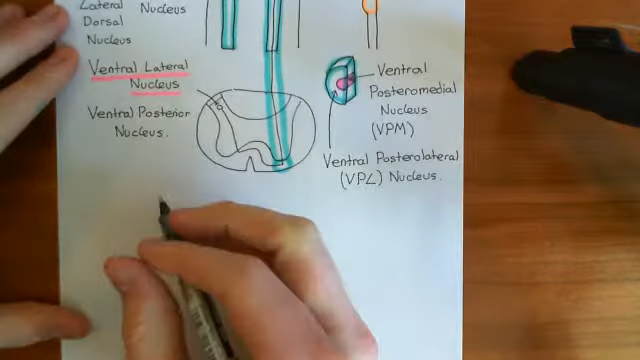 Lateral
Dorsal
Nucleus
Nucleus
Ventral Lateral
Nucleus
Ventral Posterior
Nucleus.
Ventral
Posteromedial
Nucleus
(VPM)
Ventral Posterolateral
(VPL) Nucleus.